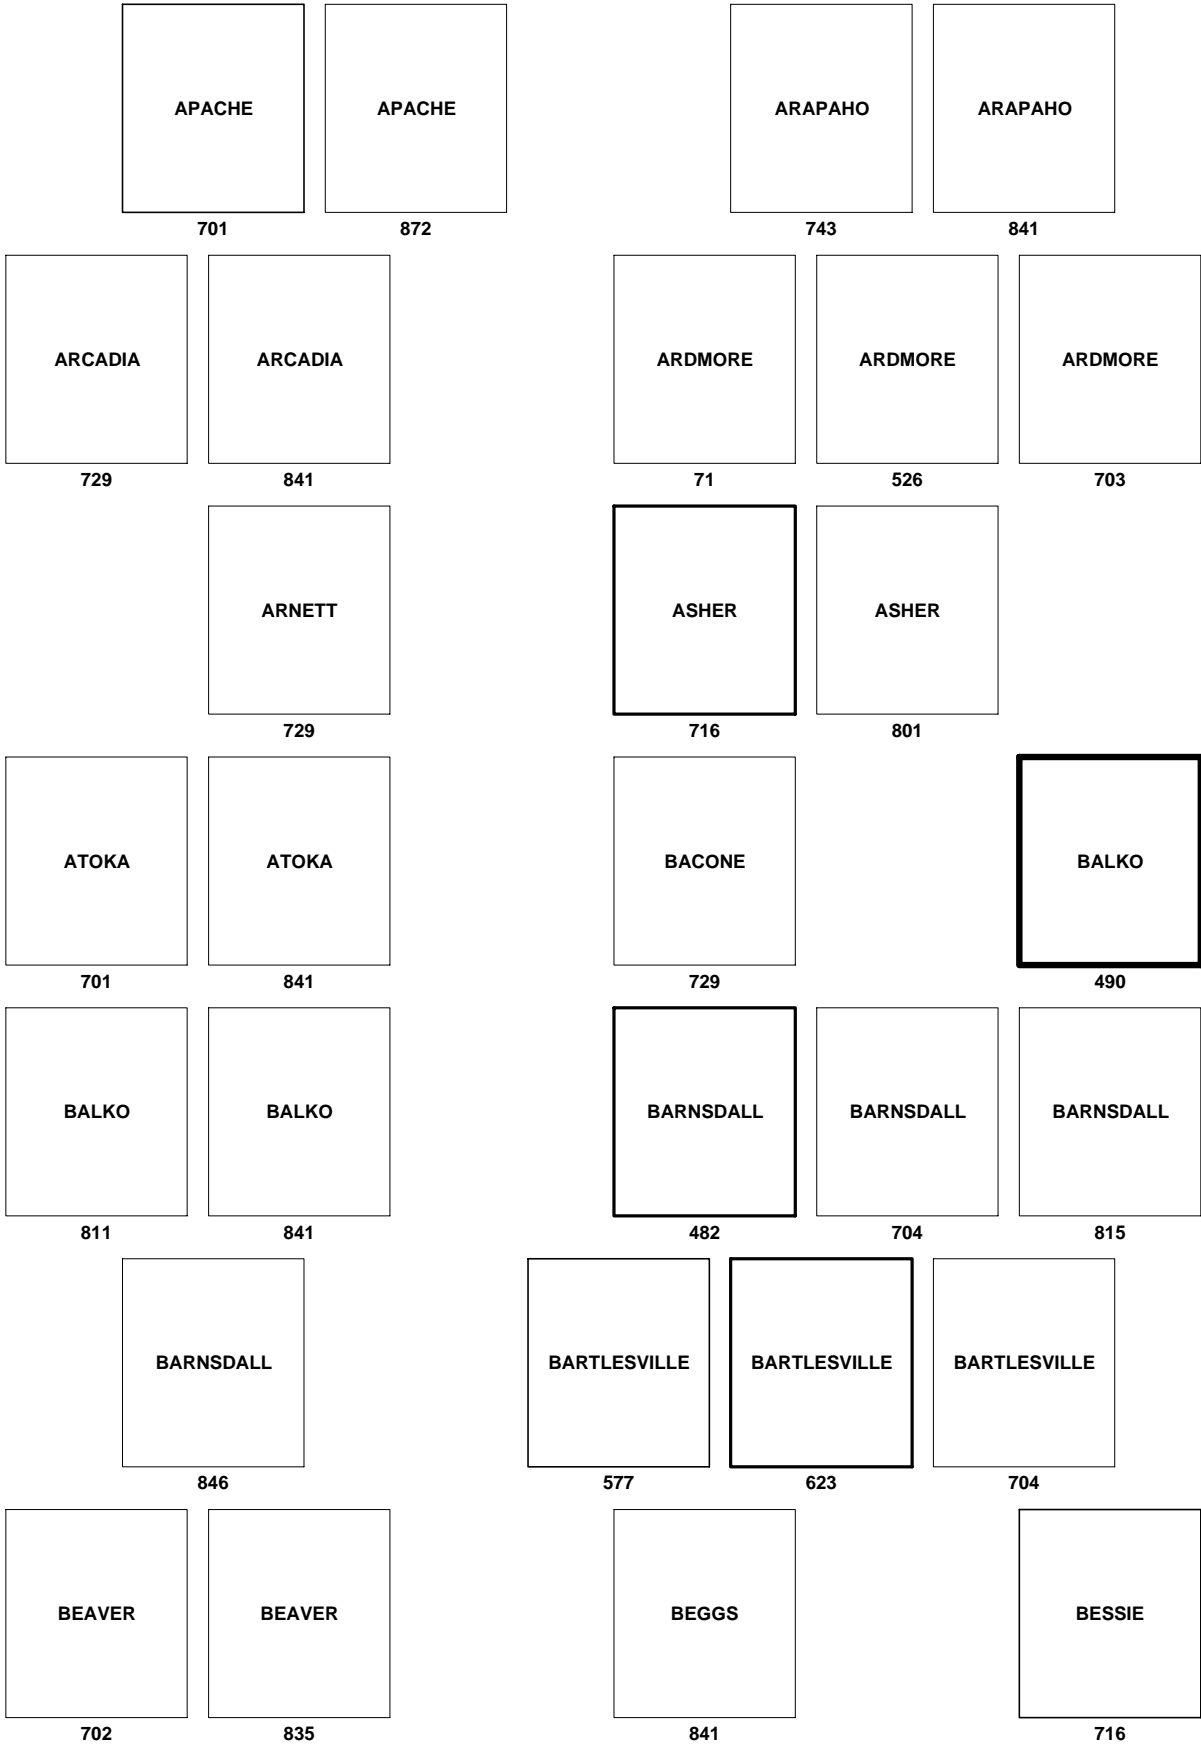 APACHE APACHE ARAPAHO ARAPAHO
701 872 743 841
ARCADIA ARCADIA ARDMORE ARDMORE ARDMORE
729 841 71 526 703
ARNETT ASHER ASHER
729 716 801
ATOKA ATOKA BACONE BALKO
701 841 729 490
BALKO BALKO BARNSDALL BARNSDALL BARNSDALL
811 841 482 704 815
BARNSDALL BARTLESVILLE BARTLESVILLE BARTLESVILLE
846 577 623 704
BEAVER BEAVER BEGGS BESSIE
702 835 841 716